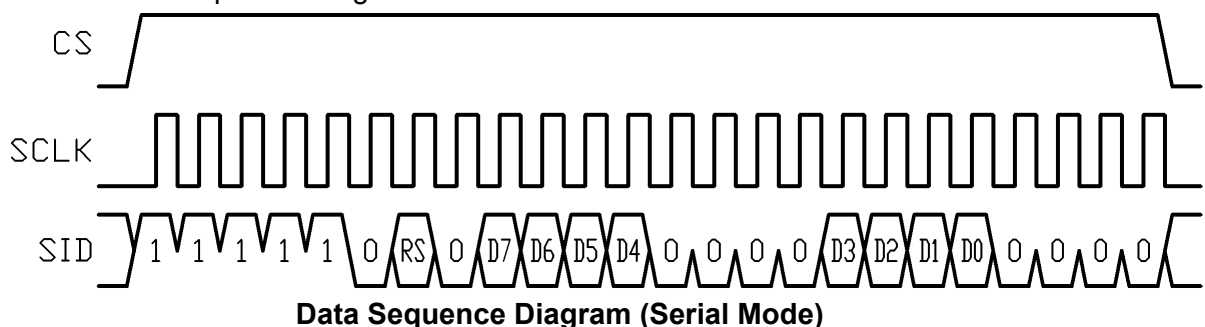 CS
SCLK
SID 1 1 1 1 1 0 RS 0 D7 D6 D5 D4 0 0 0 0 D3 D2 D1 D0 0 0 0 0
Data Sequence Diagram (Serial Mode)